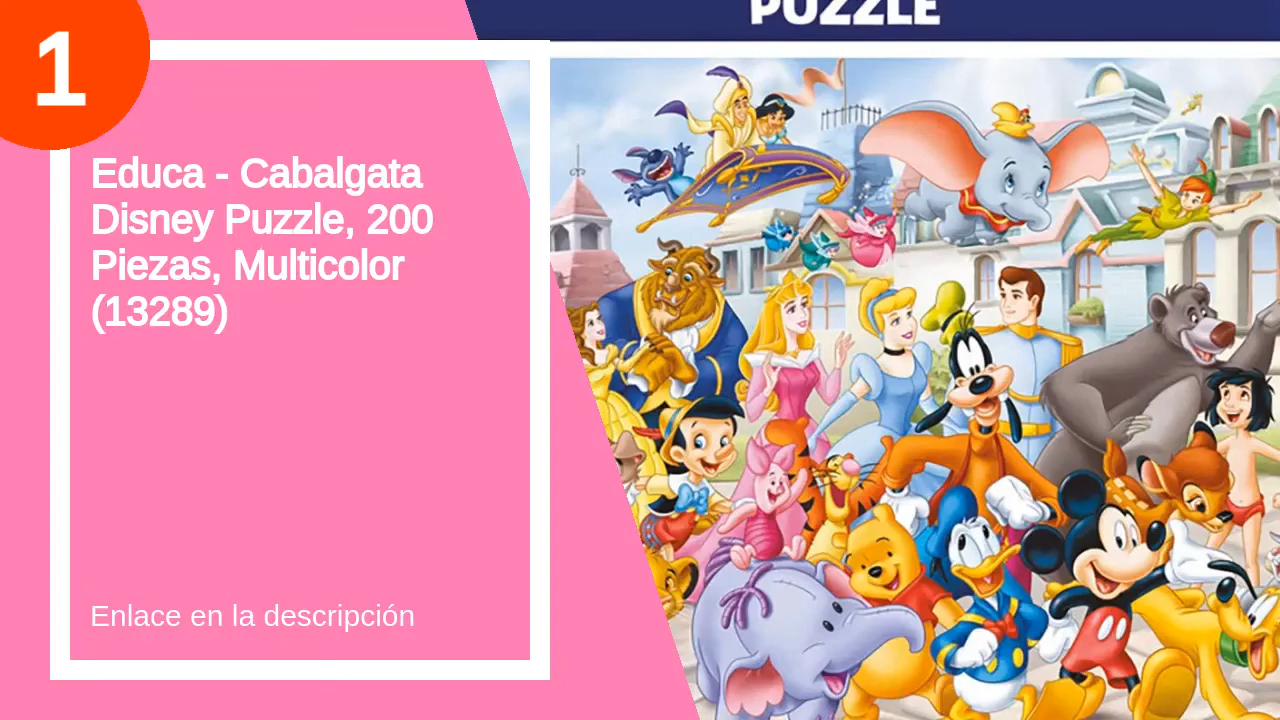 PUZZLE
1
Educa - Cabalgata
Disney Puzzle, 200
Piezas, Multicolor
(13289)
Enlace en la descripción